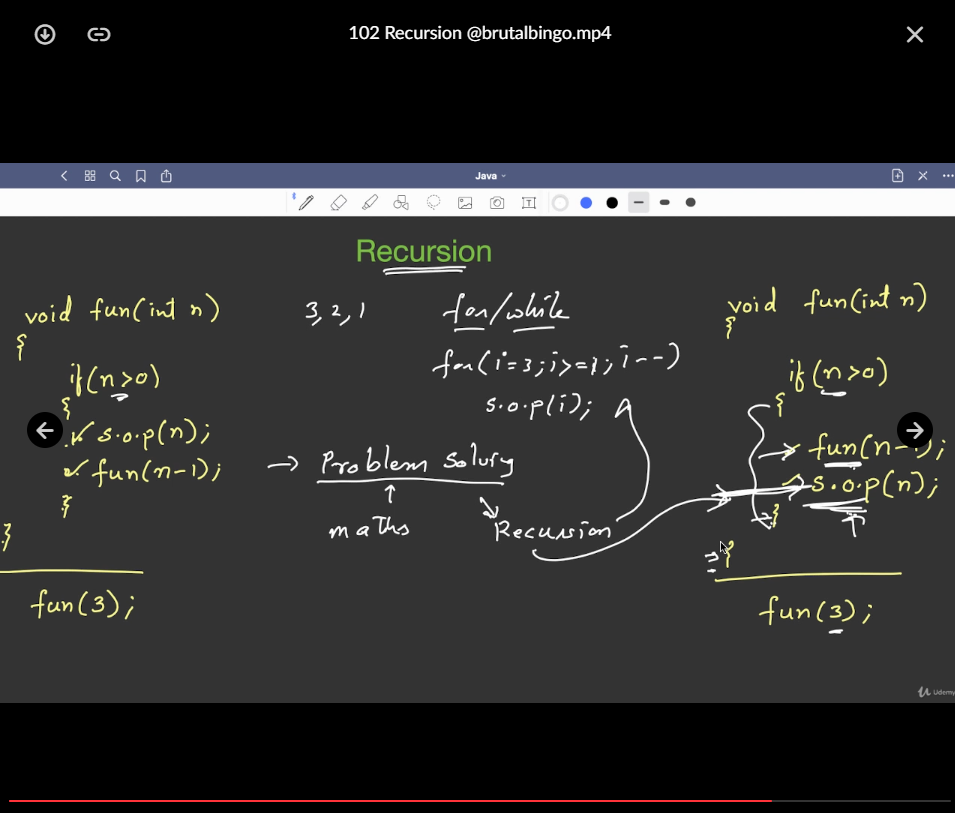 102 Recursion @brutalbingo.mp4
Java
Recursion
void fun(int n)
{
if(n>0)
{
s.o.p(n);
fun(n-1);
}
}
fun(3);
3,2,1
for/while
for(i=3;i>=1;i--)
s.o.p(i);
→ Problem Solving
maths
Recursion
void fun(int n)
{
if(n>0)
{
fun(n-1);
s.o.p(n);
}
}
fun(3);
Udemy